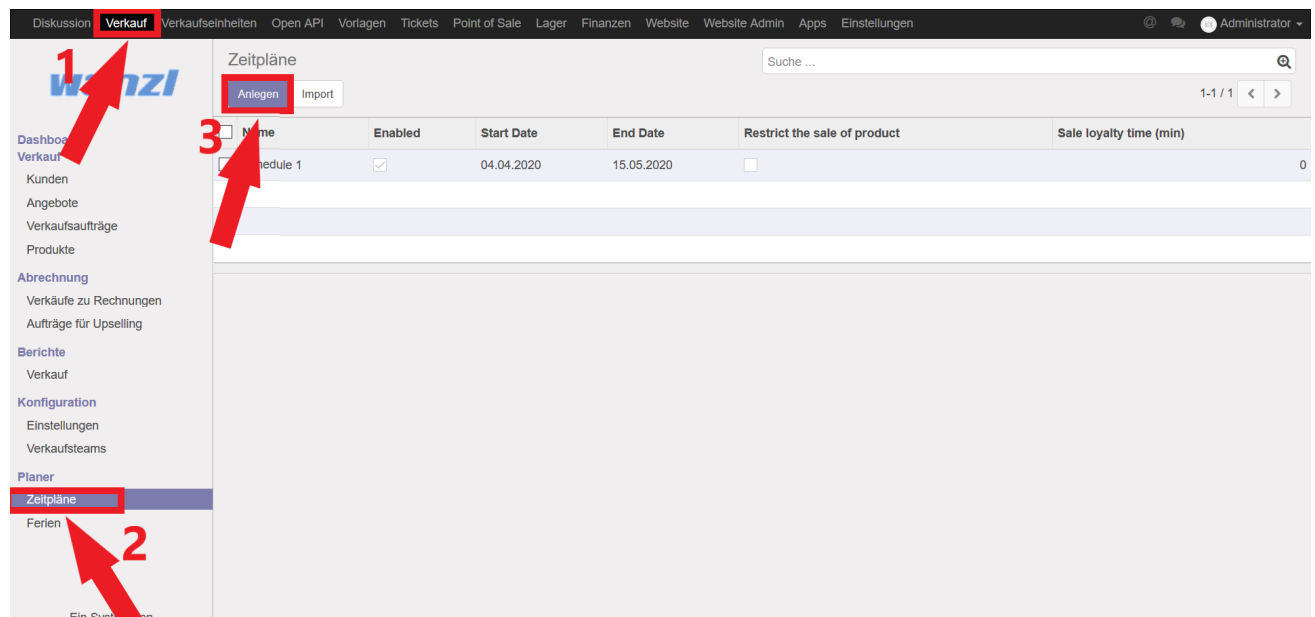 Diskussion Verkauf Verkaufseinheiten Open API Vorlagen Tickets Point of Sale Lager Finanzen Website Website Admin Apps Einstellungen @ Administrator
1
Zeitpläne
Suche ...
Anlegen Import
1-1 / 1
3
Enabled Start Date End Date Restrict the sale of product Sale loyalty time (min)
04.04.2020 15.05.2020 0
Verkauf
Kunden
Angebote
Verkaufsaufträge
Produkte
Abrechnung
Verkäufe zu Rechnungen
Aufträge für Upselling
Berichte
Verkauf
Konfiguration
Einstellungen
Verkaufsteams
Planer
Zeitpläne
Ferien
2
Ein